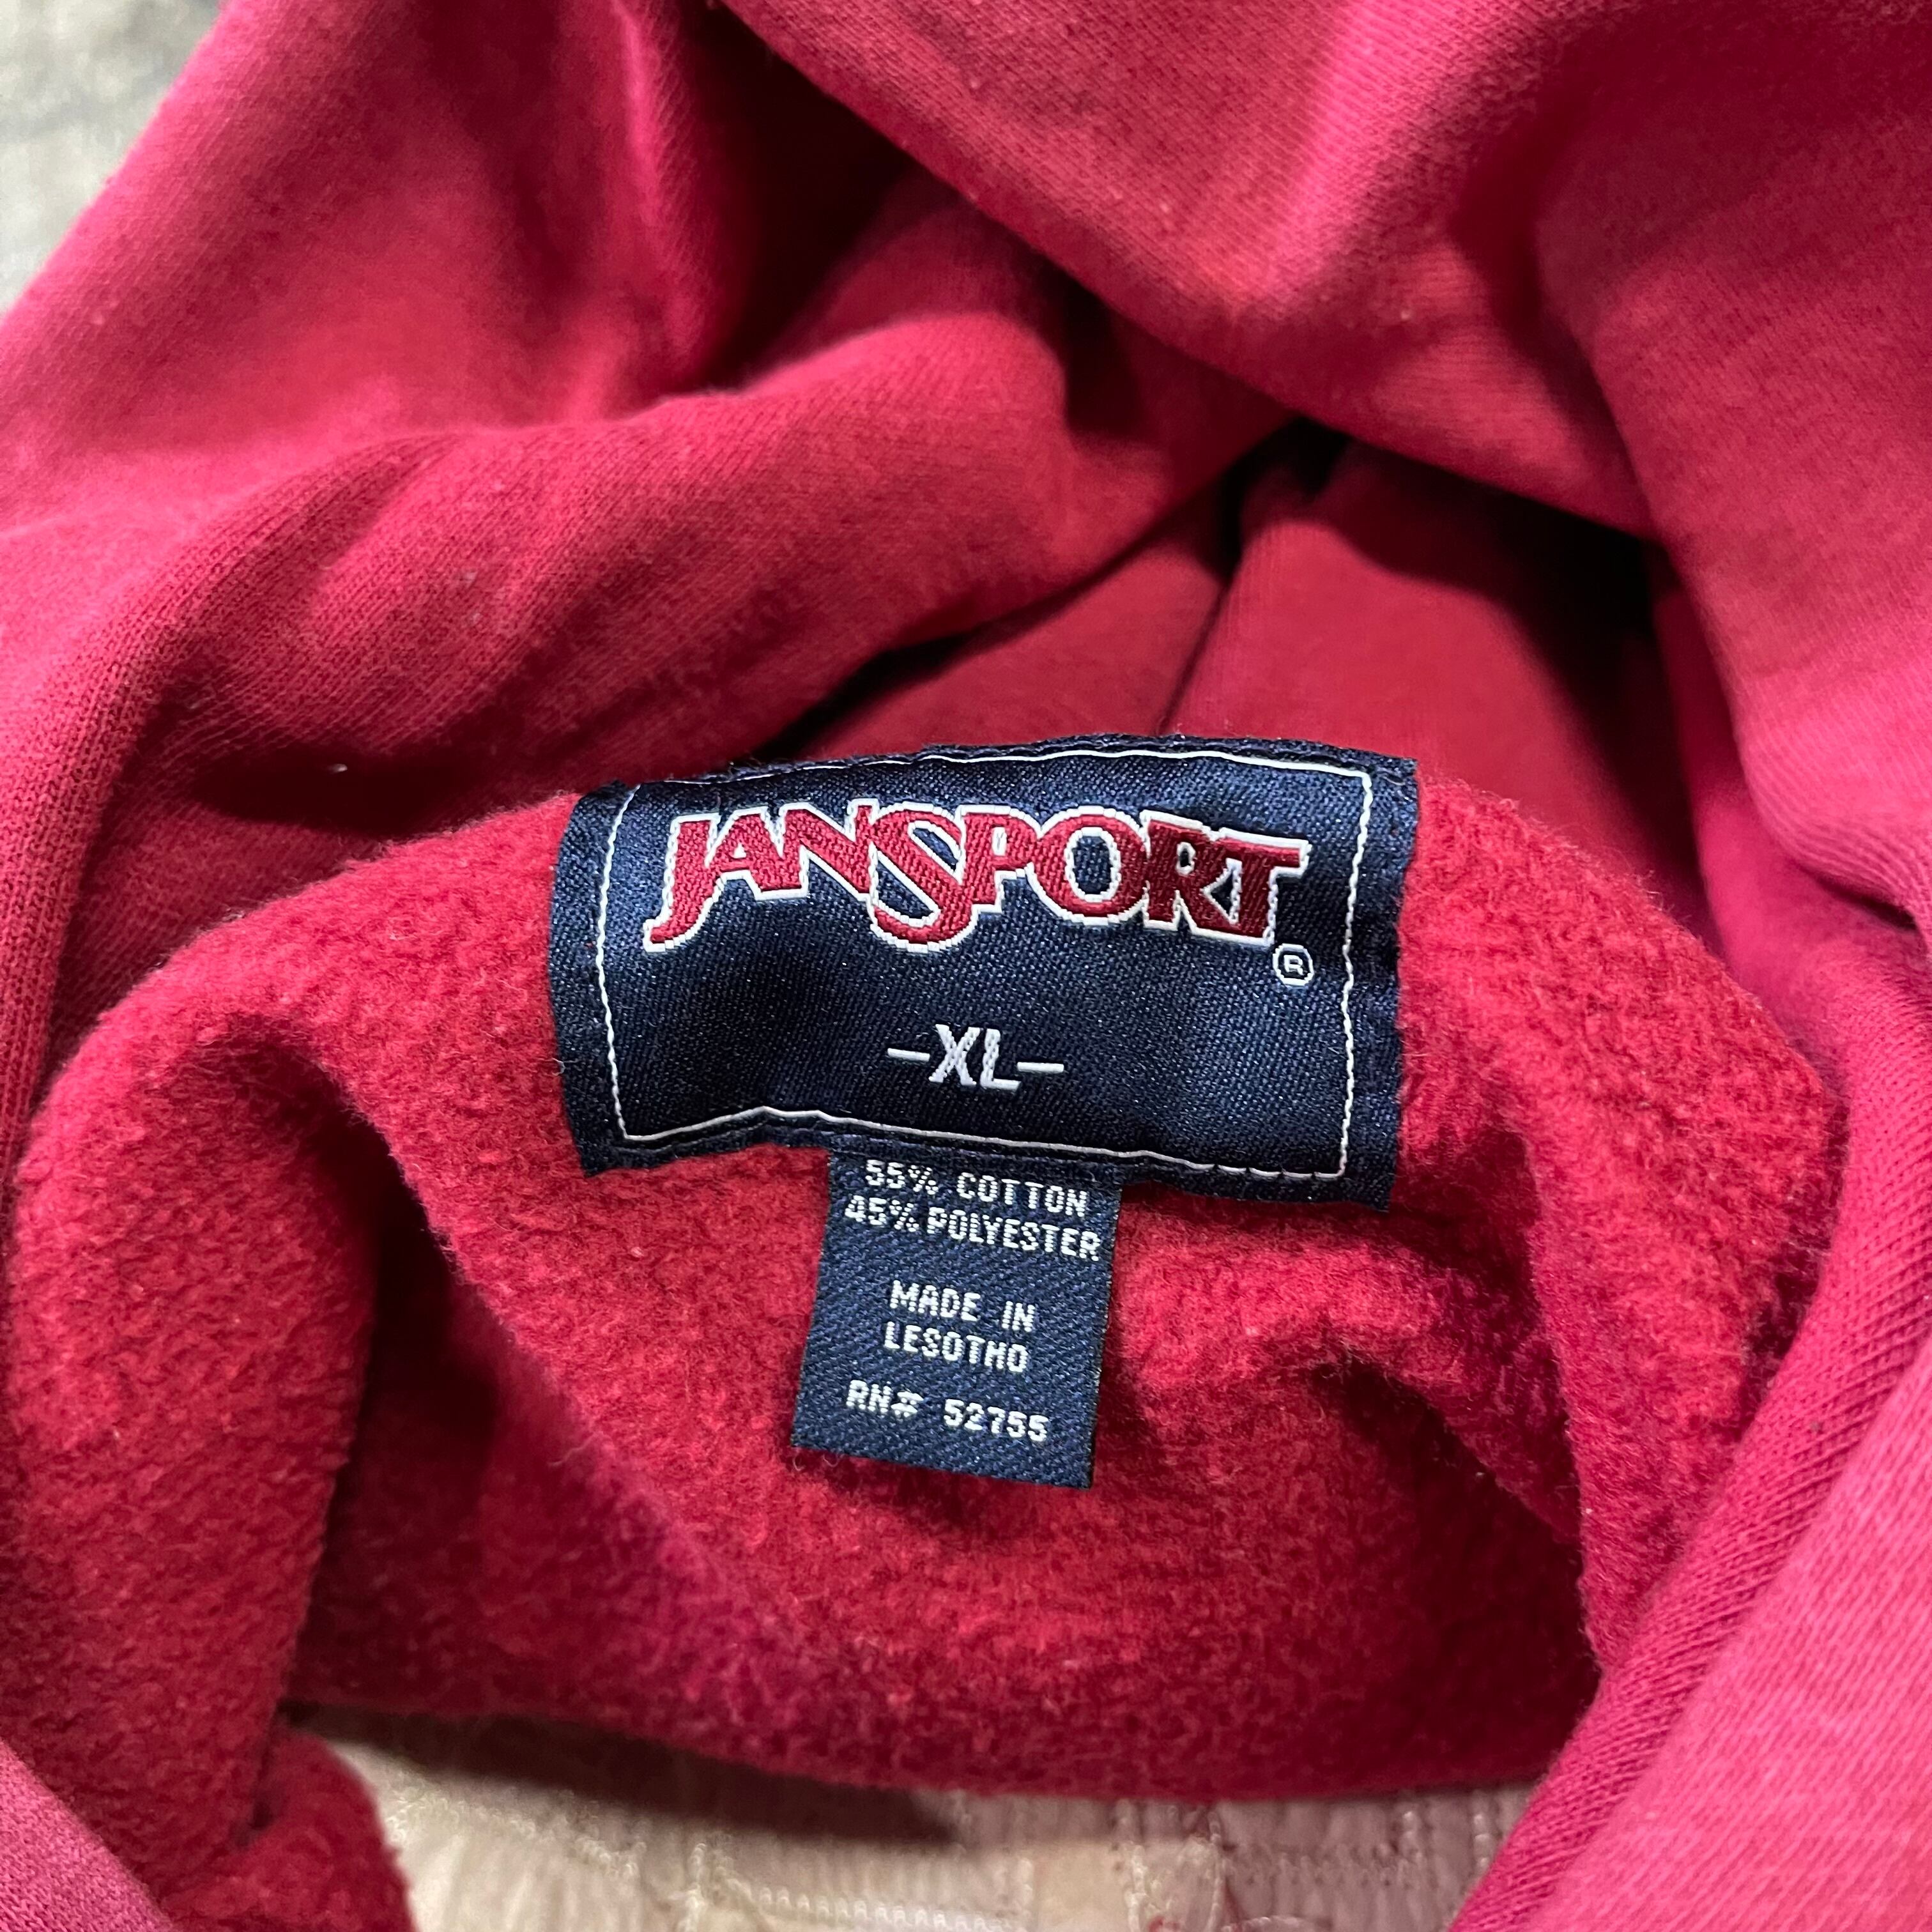 JANSPORT
®
-XL-
55% COTTON
45% POLYESTER
MADE IN
LESOTHO
RN# 52755